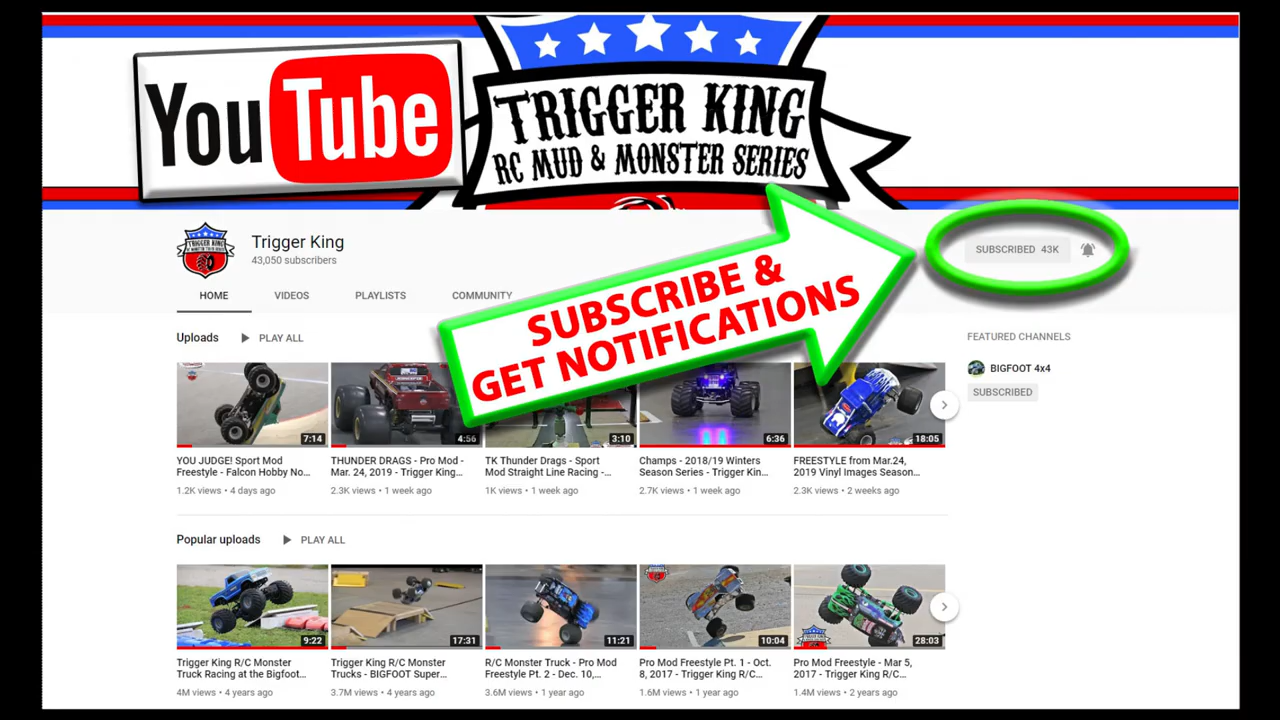 YouTube
TRIGGER KING
RC MUD & MONSTER SERIES
Trigger King
43,050 subscribers
SUBSCRIBED 43K
HOME VIDEOS PLAYLISTS COMMUNITY
SUBSCRIBE &
GET NOTIFICATIONS
Uploads PLAY ALL
FEATURED CHANNELS
BIGFOOT 4x4
SUBSCRIBED
7:14 4:56 3:10 6:36 18:05
YOU JUDGE! Sport Mod
Freestyle - Falcon Hobby No...
1.2K views • 4 days ago
THUNDER DRAGS - Pro Mod -
Mar. 24, 2019 - Trigger King...
2.3K views • 1 week ago
TK Thunder Drags - Sport
Mod Straight Line Racing -...
1K views • 1 week ago
Champs - 2018/19 Winters
Season Series - Trigger Kin...
2.7K views • 1 week ago
FREESTYLE from Mar.24,
2019 Vinyl Images Season...
2.3K views • 2 weeks ago
Popular uploads PLAY ALL
9:22 17:31 11:21 10:04 28:03
Trigger King R/C Monster
Truck Racing at the Bigfoot...
4M views • 4 years ago
Trigger King R/C Monster
Trucks - BIGFOOT Super...
3.7M views • 4 years ago
R/C Monster Truck - Pro Mod
Freestyle Pt. 2 - Dec. 10,...
3.6M views • 1 year ago
Pro Mod Freestyle Pt. 1 - Oct.
8, 2017 - Trigger King R/C...
1.6M views • 1 year ago
Pro Mod Freestyle - Mar 5,
2017 - Trigger King R/C...
1.4M views • 2 years ago